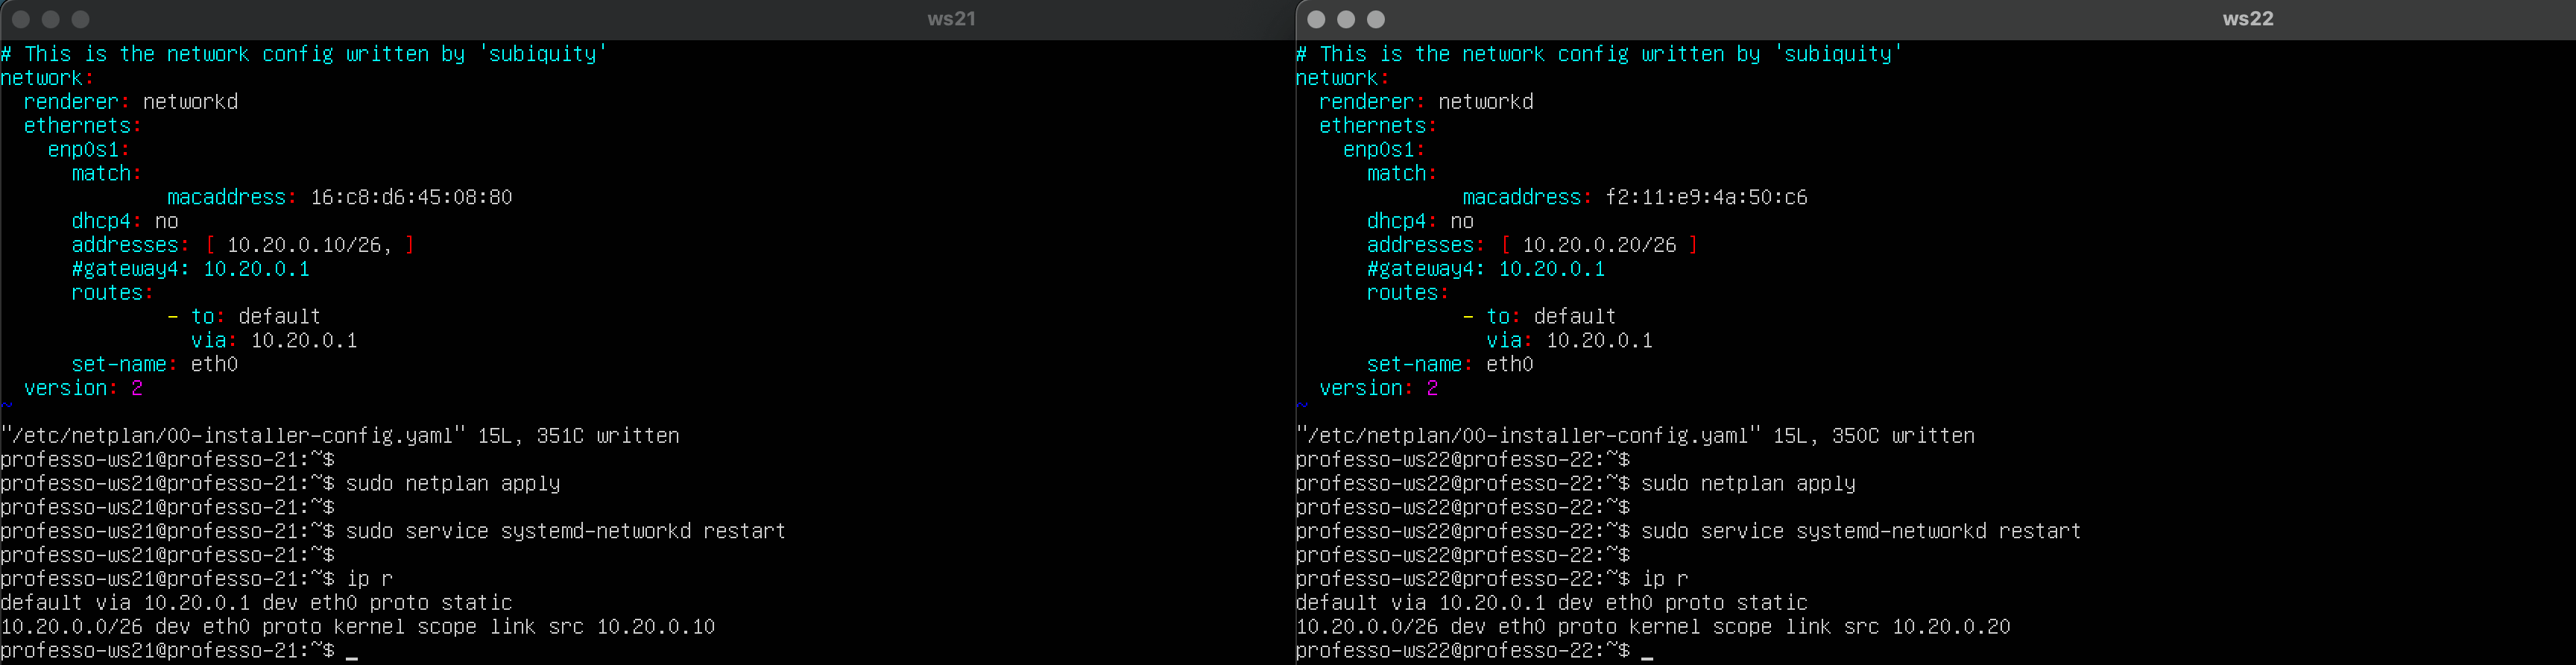 ws21
# This is the network config written by 'subiquity'
network:
  renderer: networkd
  ethernets:
    enp0s1:
      match:
              macaddress: 16:c8:d6:45:08:80
      dhcp4: no
      addresses: [ 10.20.0.10/26, ]
      #gateway4: 10.20.0.1
      routes:
              - to: default
                via: 10.20.0.1
      set-name: eth0
  version: 2
~
"/etc/netplan/00-installer-config.yaml" 15L, 351C written
professo-ws21@professo-21:~$
professo-ws21@professo-21:~$ sudo netplan apply
professo-ws21@professo-21:~$
professo-ws21@professo-21:~$ sudo service systemd-networkd restart
professo-ws21@professo-21:~$
professo-ws21@professo-21:~$ ip r
default via 10.20.0.1 dev eth0 proto static
10.20.0.0/26 dev eth0 proto kernel scope link src 10.20.0.10
professo-ws21@professo-21:~$ _
ws22
# This is the network config written by 'subiquity'
network:
  renderer: networkd
  ethernets:
    enp0s1:
      match:
              macaddress: f2:11:e9:4a:50:c6
      dhcp4: no
      addresses: [ 10.20.0.20/26 ]
      #gateway4: 10.20.0.1
      routes:
              - to: default
                via: 10.20.0.1
      set-name: eth0
  version: 2
~
"/etc/netplan/00-installer-config.yaml" 15L, 350C written
professo-ws22@professo-22:~$
professo-ws22@professo-22:~$ sudo netplan apply
professo-ws22@professo-22:~$
professo-ws22@professo-22:~$ sudo service systemd-networkd restart
professo-ws22@professo-22:~$
professo-ws22@professo-22:~$ ip r
default via 10.20.0.1 dev eth0 proto static
10.20.0.0/26 dev eth0 proto kernel scope link src 10.20.0.20
professo-ws22@professo-22:~$ _